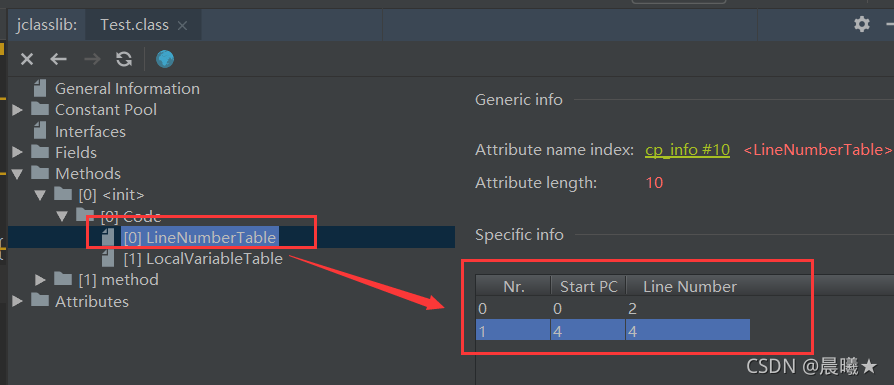 jclasslib: Test.class
General Information
Constant Pool
Interfaces
Fields
Methods
[0] <init>
[0] Code
[0] LineNumberTable
[1] LocalVariableTable
[1] method
Attributes
Generic info
Attribute name index: cp_info #10 <LineNumberTable>
Attribute length: 10
Specific info
Nr. Start PC Line Number
0 0 2
1 4 4
CSDN @晨曦★